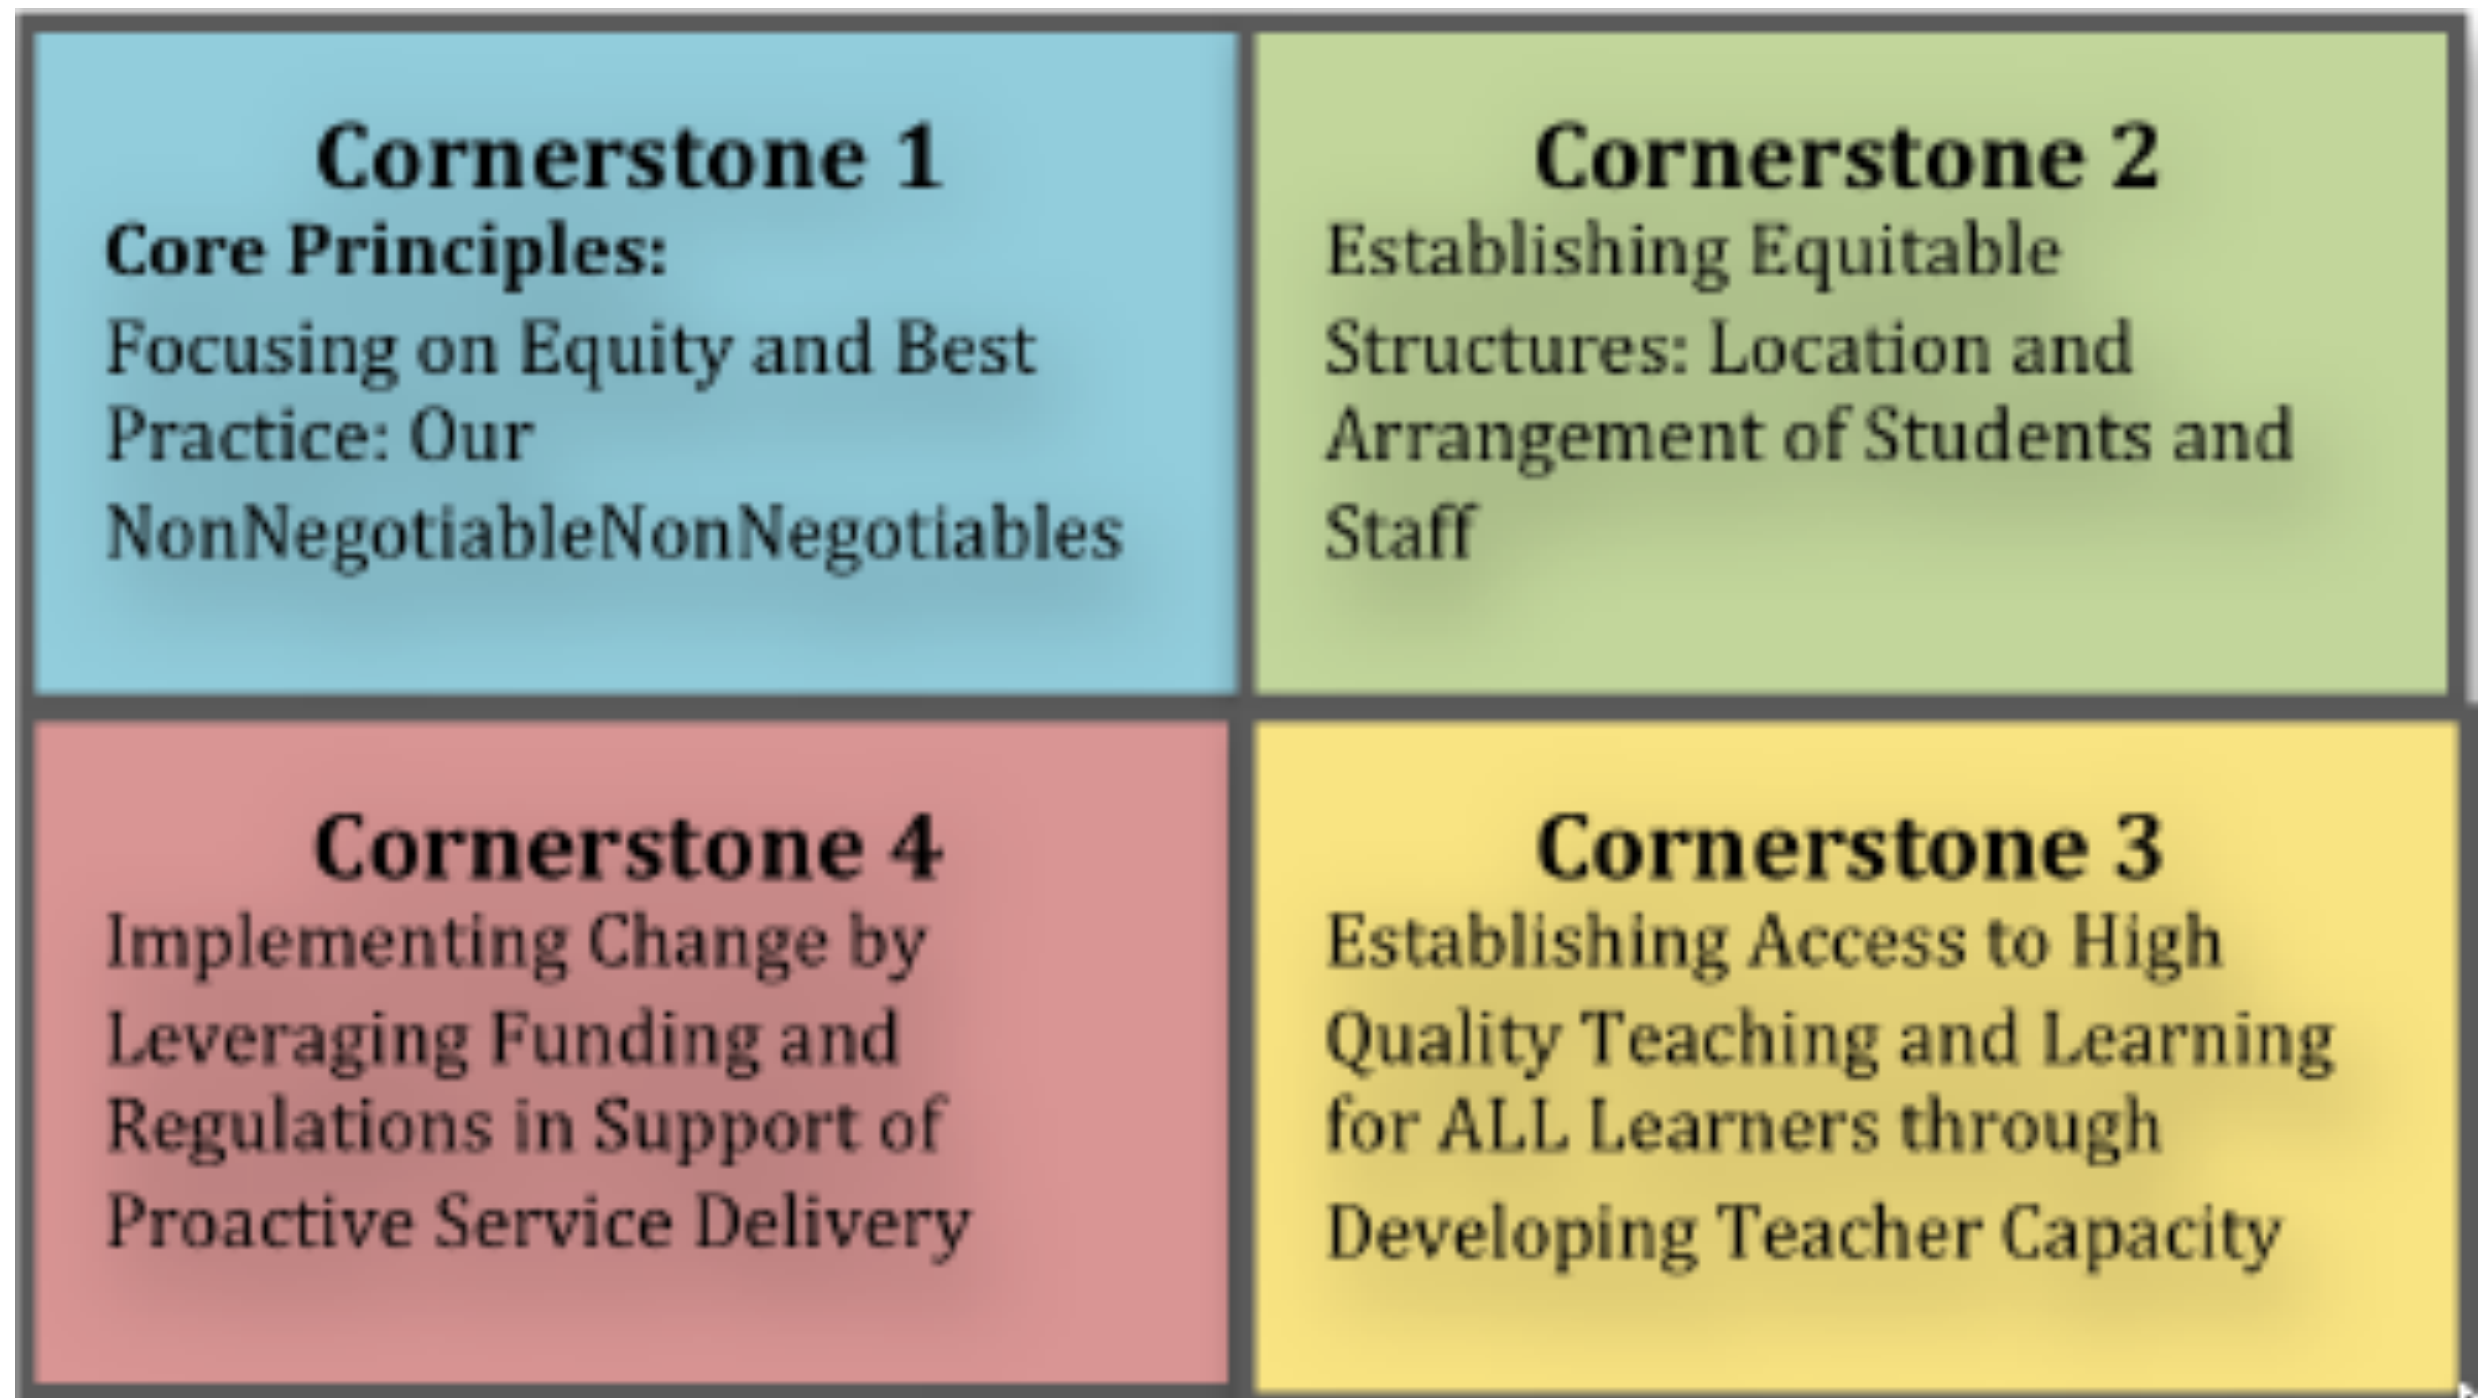 Cornerstone 1
Core Principles:
Focusing on Equity and Best
Practice: Our
NonNegotiableNonNegotiables
Cornerstone 2
Establishing Equitable
Structures: Location and
Arrangement of Students and
Staff
Cornerstone 4
Implementing Change by
Leveraging Funding and
Regulations in Support of
Proactive Service Delivery
Cornerstone 3
Establishing Access to High
Quality Teaching and Learning
for ALL Learners through
Developing Teacher Capacity